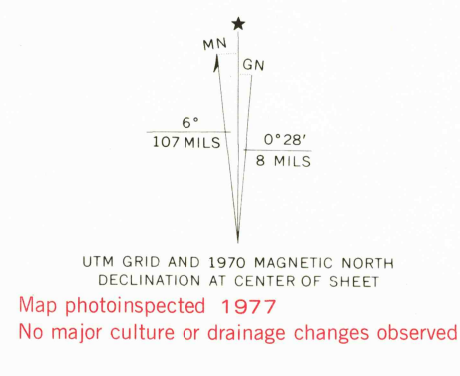 ★
MN
GN
6°
107 MILS
0°28'
8 MILS
UTM GRID AND 1970 MAGNETIC NORTH
DECLINATION AT CENTER OF SHEET
Map photoinspected 1977
No major culture or drainage changes observed